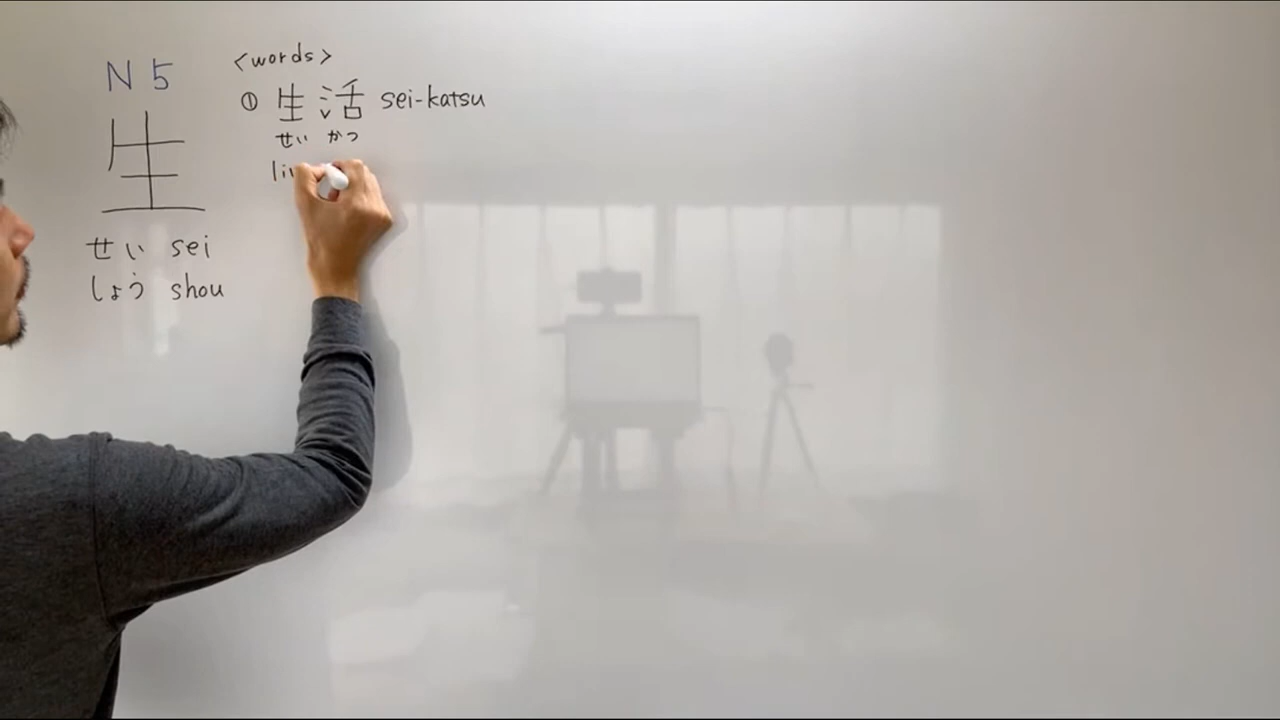 N5
生
せい sei
しょう shou
<words>
① 生活 sei-katsu
せい かつ